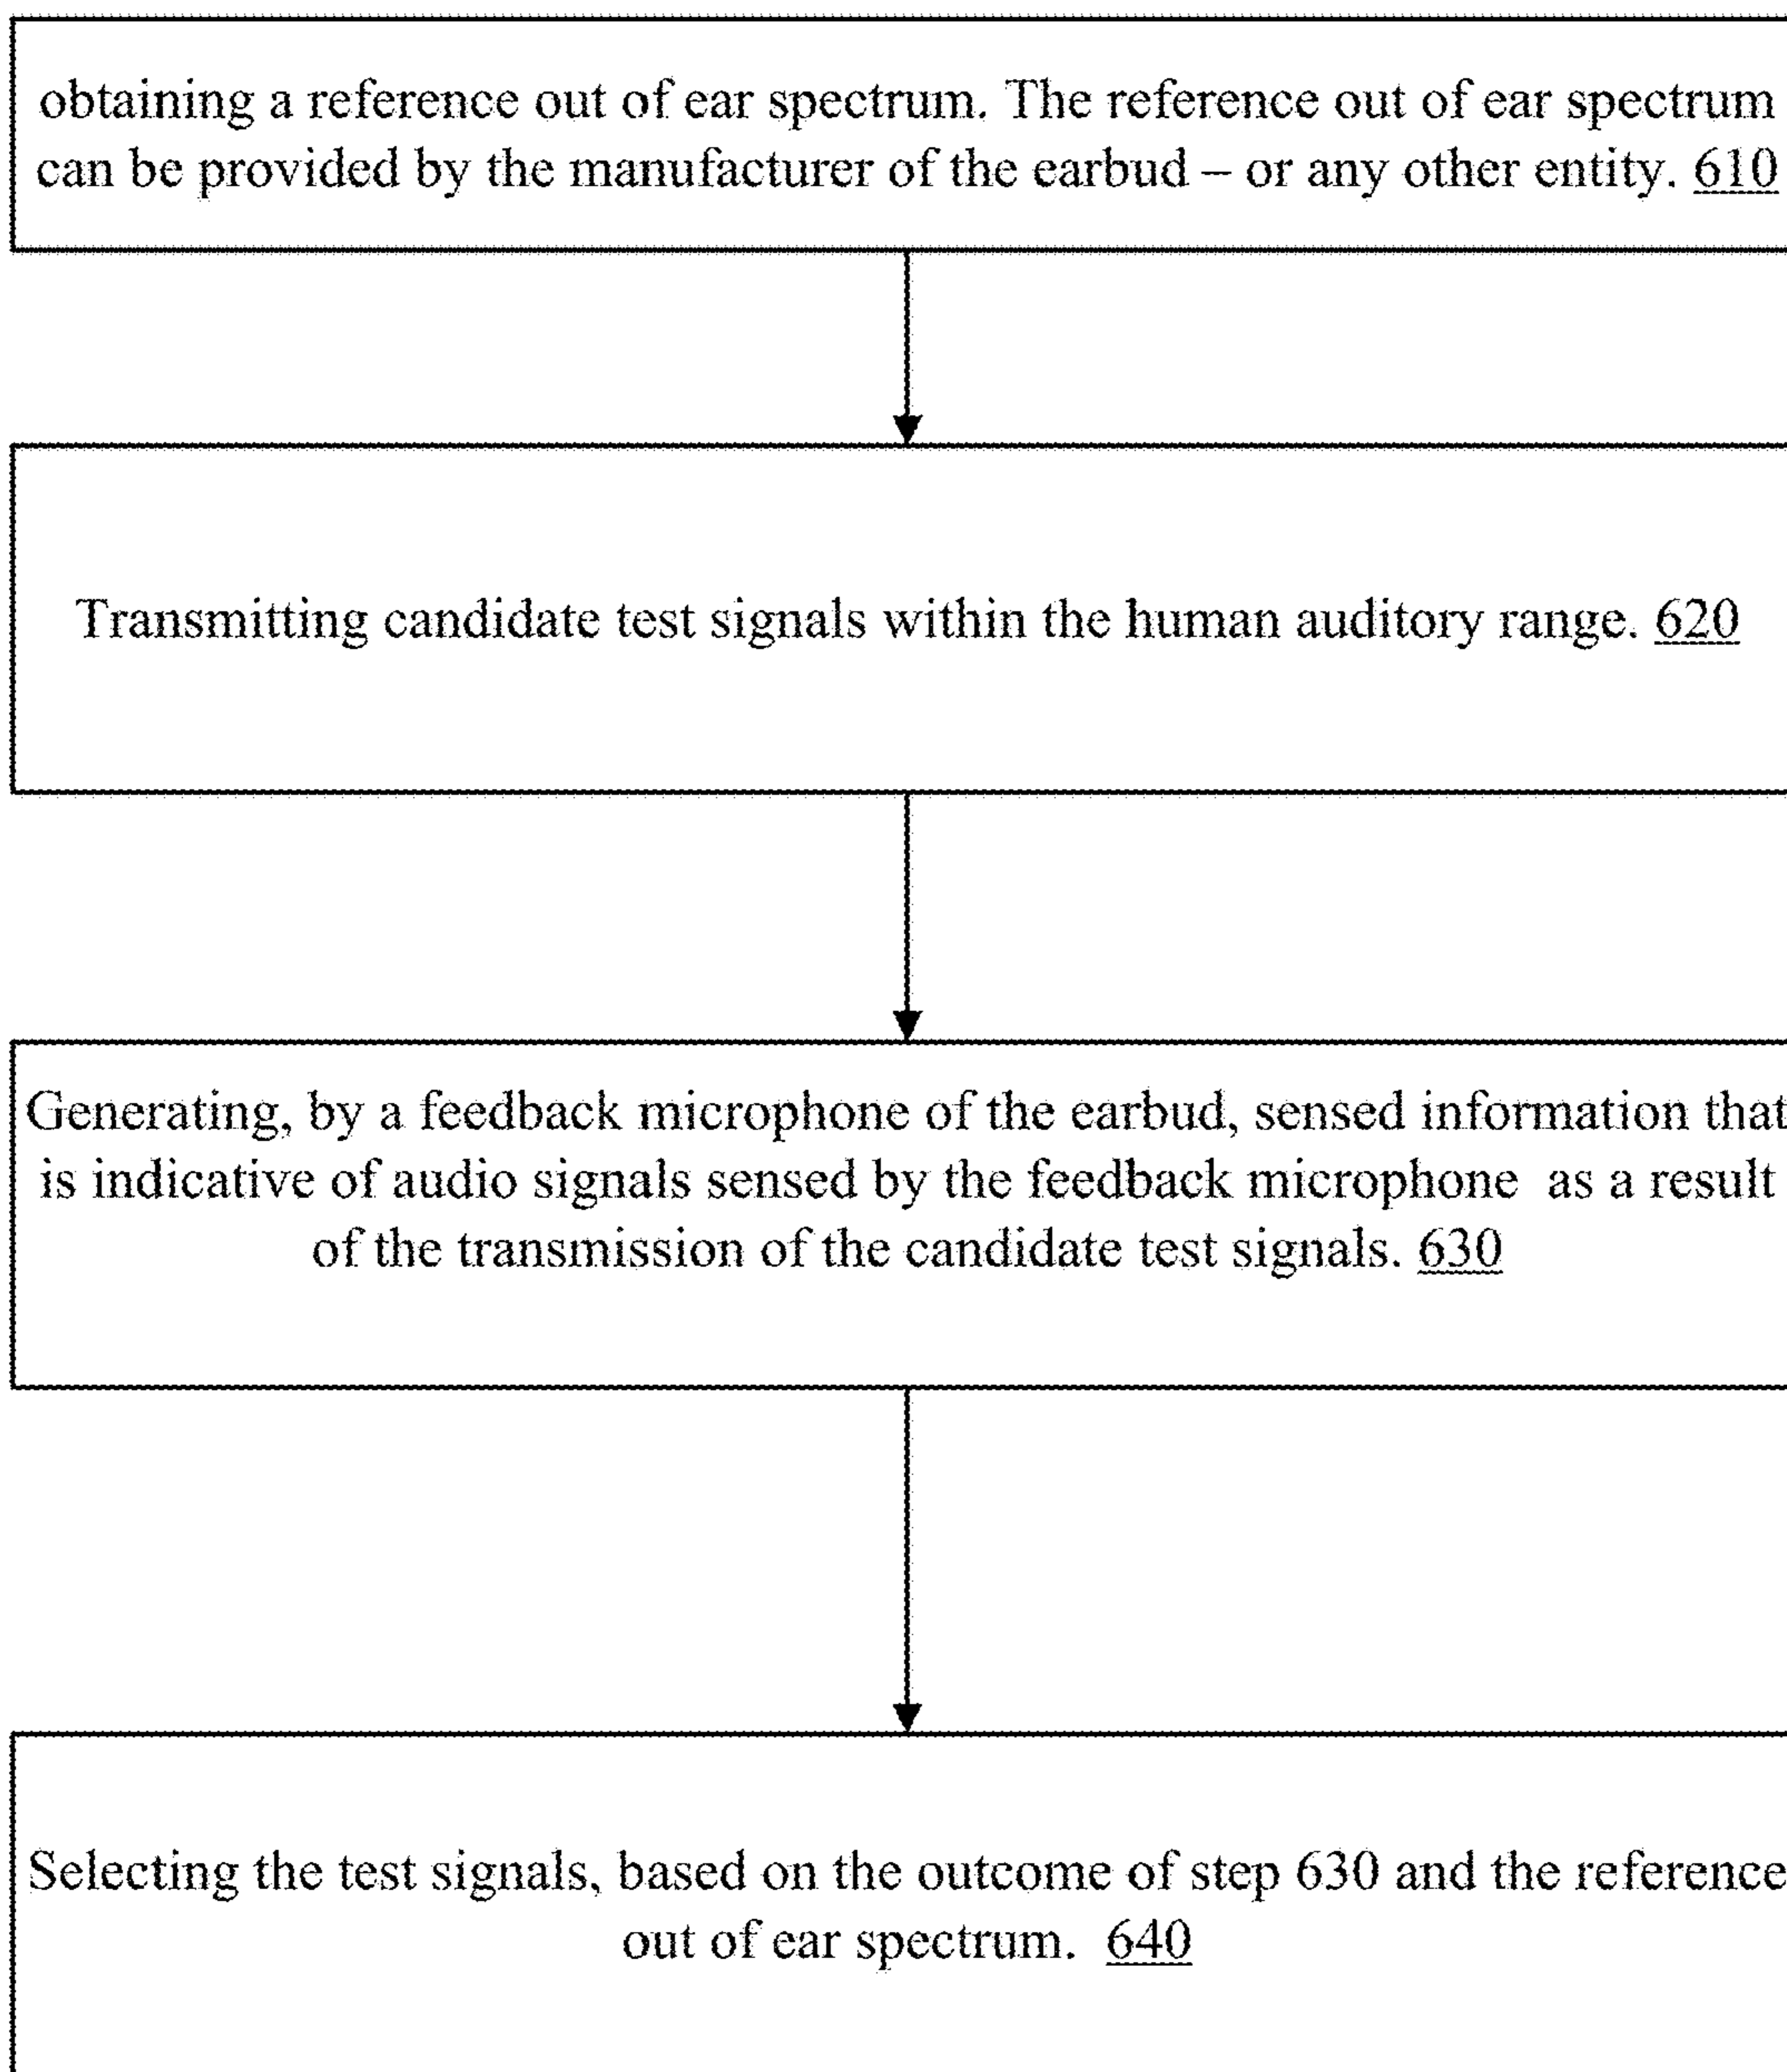 obtaining a reference out of ear spectrum. The reference out of ear spectrum
can be provided by the manufacturer of the earbud – or any other entity. 610
Transmitting candidate test signals within the human auditory range. 620
Generating, by a feedback microphone of the earbud, sensed information that
is indicative of audio signals sensed by the feedback microphone  as a result
of the transmission of the candidate test signals. 630
Selecting the test signals, based on the outcome of step 630 and the reference
out of ear spectrum.  640